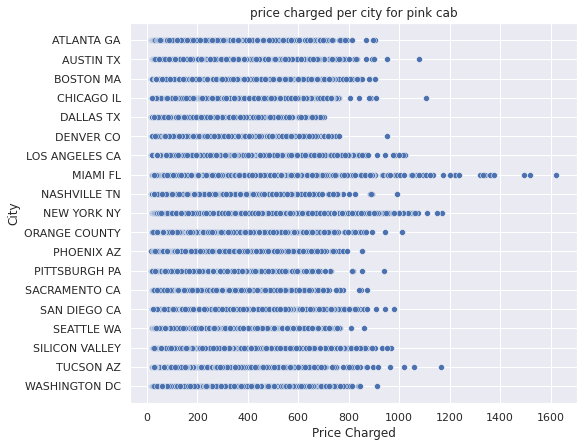 price charged per city for pink cab
ATLANTA GA
AUSTIN TX
BOSTON MA
CHICAGO IL
DALLAS TX
DENVER CO
LOS ANGELES CA
MIAMI FL
NASHVILLE TN
NEW YORK NY
ORANGE COUNTY
PHOENIX AZ
PITTSBURGH PA
SACRAMENTO CA
SAN DIEGO CA
SEATTLE WA
SILICON VALLEY
TUCSON AZ
WASHINGTON DC
City
0 200 400 600 800 1000 1200 1400 1600
Price Charged